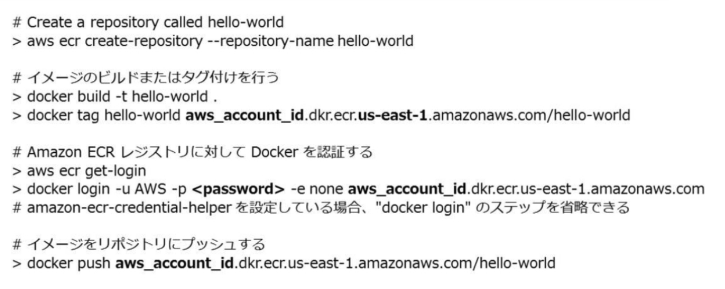 # Create a repository called hello-world
> aws ecr create-repository --repository-name hello-world
# イメージのビルドまたはタグ付けを行う
> docker build -t hello-world .
> docker tag hello-world aws_account_id.dkr.ecr.us-east-1.amazonaws.com/hello-world
# Amazon ECR レジストリに対して Docker を認証する
> aws ecr get-login
> docker login -u AWS -p <password> -e none aws_account_id.dkr.ecr.us-east-1.amazonaws.com
# amazon-ecr-credential-helper を設定している場合、"docker login" のステップを省略できる
# イメージをリポジトリにプッシュする
> docker push aws_account_id.dkr.ecr.us-east-1.amazonaws.com/hello-world